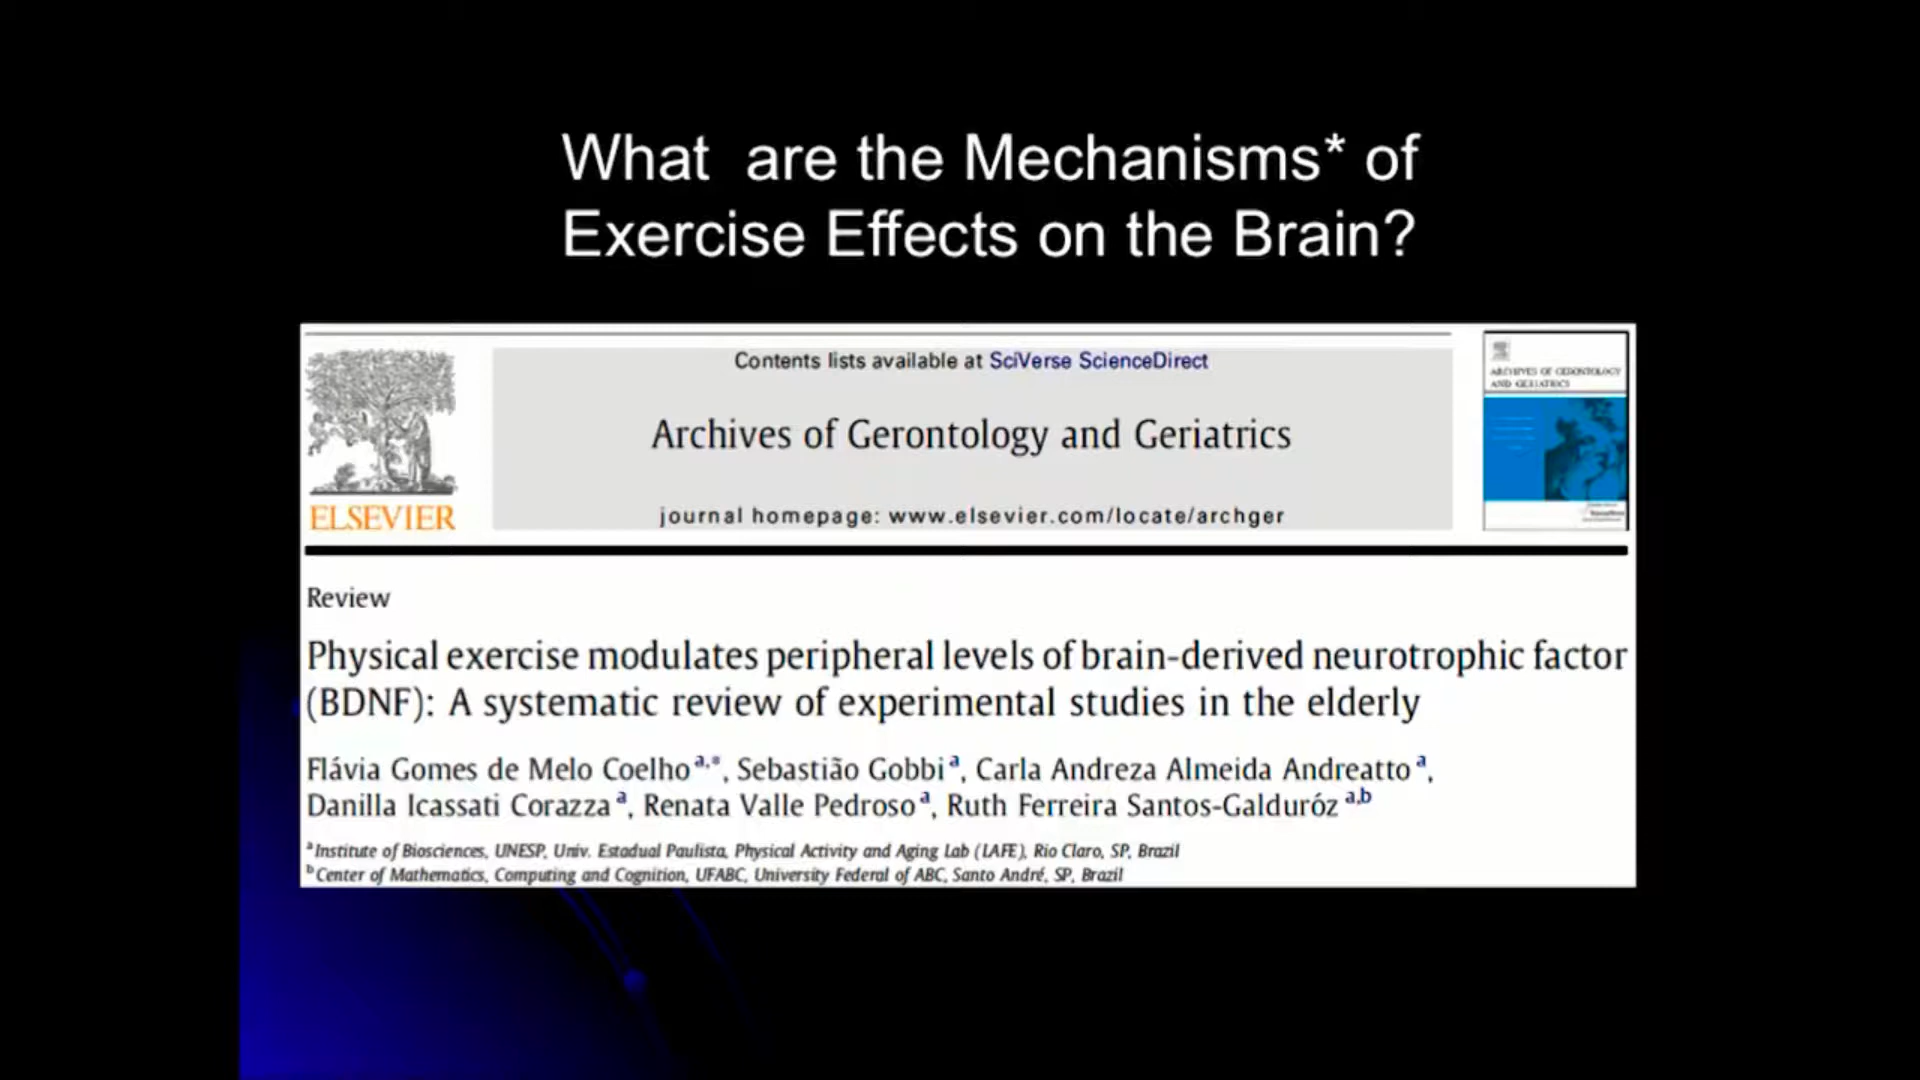 What are the Mechanisms* of
Exercise Effects on the Brain?
Contents lists available at SciVerse ScienceDirect
Archives of Gerontology and Geriatrics
journal homepage: www.elsevier.com/locate/archger
ELSEVIER
ARCHIVES OF GERONTOLOGY
AND GERIATRICS
Review
Physical exercise modulates peripheral levels of brain-derived neurotrophic factor
(BDNF): A systematic review of experimental studies in the elderly
Flávia Gomes de Melo Coelho a,*, Sebastião Gobbi a, Carla Andreza Almeida Andreatto a,
Danilla Icassati Corazza a, Renata Valle Pedroso a, Ruth Ferreira Santos-Galduróz a,b
a Institute of Biosciences, UNESP, Univ. Estadual Paulista, Physical Activity and Aging Lab (LAFE), Rio Claro, SP, Brazil
b Center of Mathematics, Computing and Cognition, UFABC, University Federal of ABC, Santo André, SP, Brazil